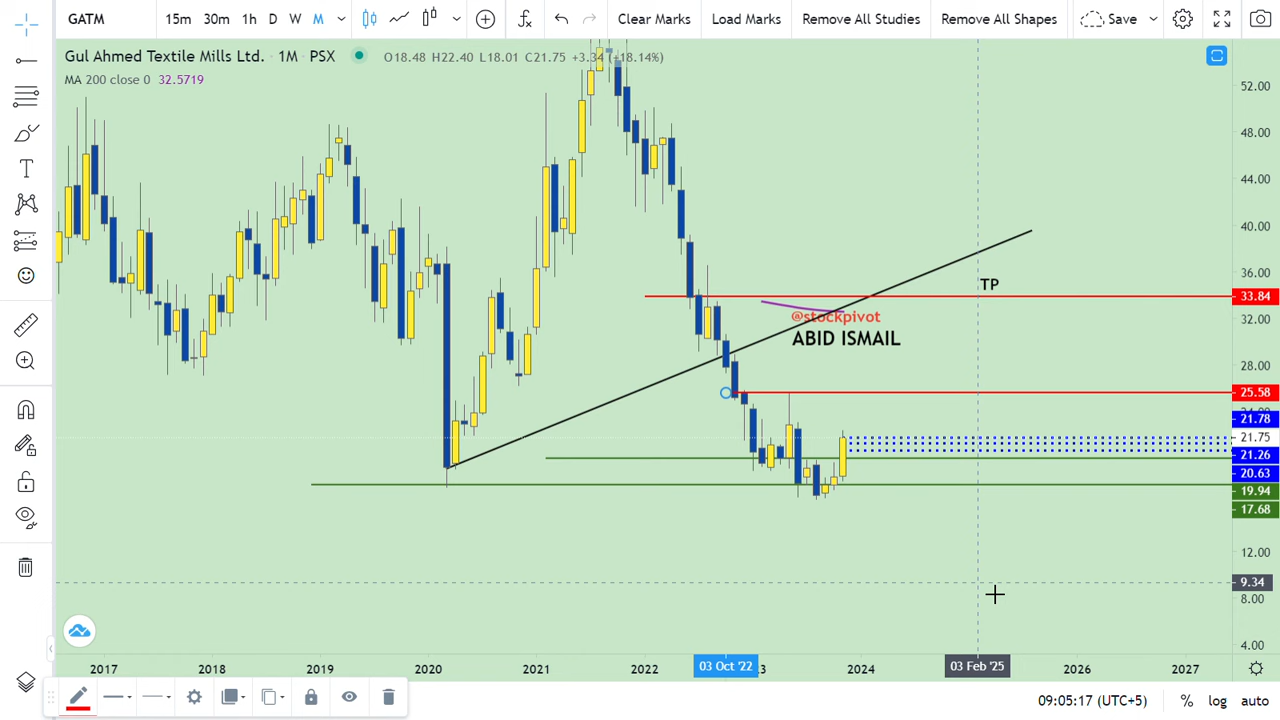 GATM 15m 30m 1h D W M Clear Marks Load Marks Remove All Studies Remove All Shapes Save
Gul Ahmed Textile Mills Ltd. · 1M · PSX O18.48 H22.40 L18.01 C21.75 +3.34 (+18.14%)
MA 200 close 0 32.5719
52.00
48.00
44.00
40.00
36.00
TP
33.84
@stockpivot
32.00
ABID ISMAIL
28.00
25.58
21.78
21.75
21.26
20.63
19.94
17.68
12.00
9.34
8.00
4.00
2017 2018 2019 2020 2021 2022 03 Oct '22 3 2024 03 Feb '25 2026 2027
09:05:17 (UTC+5) % log auto